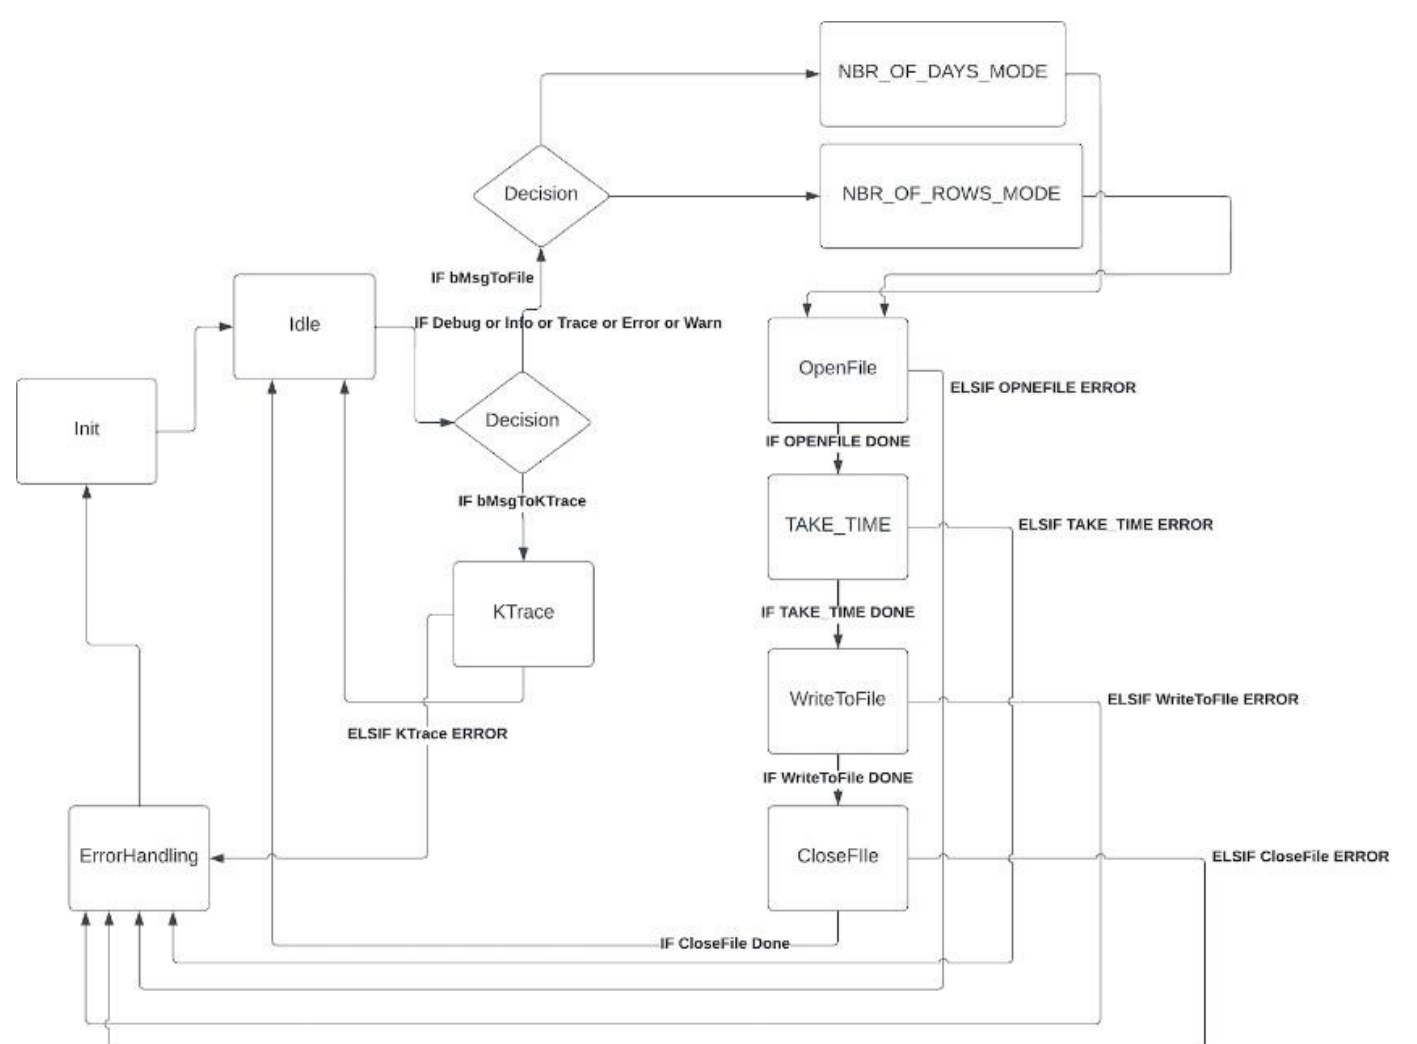 NBR_OF_DAYS_MODE
Decision
NBR_OF_ROWS_MODE
IF bMsgToFile
Idle
IF Debug or Info or Trace or Error or Warn
OpenFile
ELSIF OPNEFILE ERROR
Init
Decision
IF OPENFILE DONE
IF bMsgToKTrace
TAKE_TIME
ELSIF TAKE_TIME ERROR
KTrace
IF TAKE_TIME DONE
WriteToFile
ELSIF WriteToFIle ERROR
ELSIF KTrace ERROR
IF WriteToFile DONE
ErrorHandling
CloseFIle
ELSIF CloseFile ERROR
IF CloseFile Done